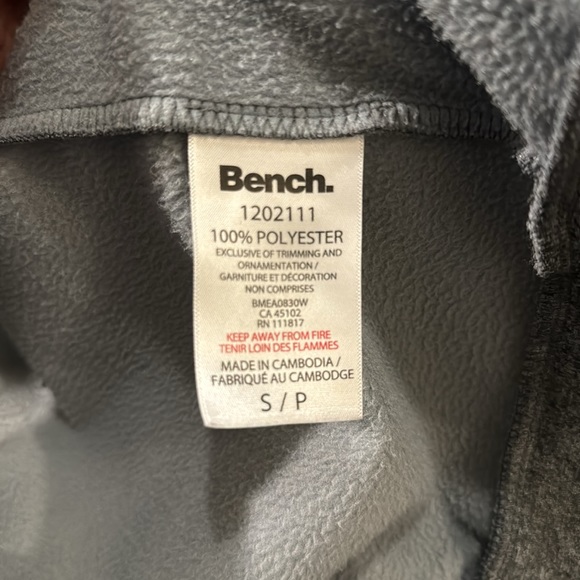 Bench.
1202111
100% POLYESTER
EXCLUSIVE OF TRIMMING AND
ORNAMENTATION /
GARNITURE ET DÉCORATION
NON COMPRISES
BMEA0830W
CA 45102
RN 111817
KEEP AWAY FROM FIRE
TENIR LOIN DES FLAMMES
MADE IN CAMBODIA /
FABRIQUÉ AU CAMBODGE
S / P